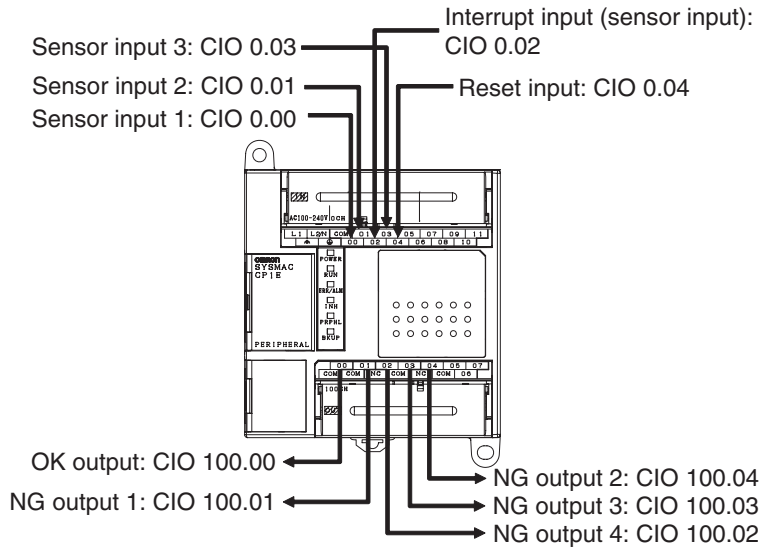 Interrupt input (sensor input):
CIO 0.02
Sensor input 3: CIO 0.03
Sensor input 2: CIO 0.01
Reset input: CIO 0.04
Sensor input 1: CIO 0.00
AC100-240V 0CH
L1 L2/N COM 01 03 05 07 09 11
00 02 04 06 08 10
OMRON
SYSMAC
CP1E
POWER
RUN
ERR/ALM
INH
PRPHL
BKUP
PERIPHERAL
00 01 02 03 04 05 07
COM COM NC COM NC COM 06
100CH
OK output: CIO 100.00
NG output 1: CIO 100.01
NG output 2: CIO 100.04
NG output 3: CIO 100.03
NG output 4: CIO 100.02